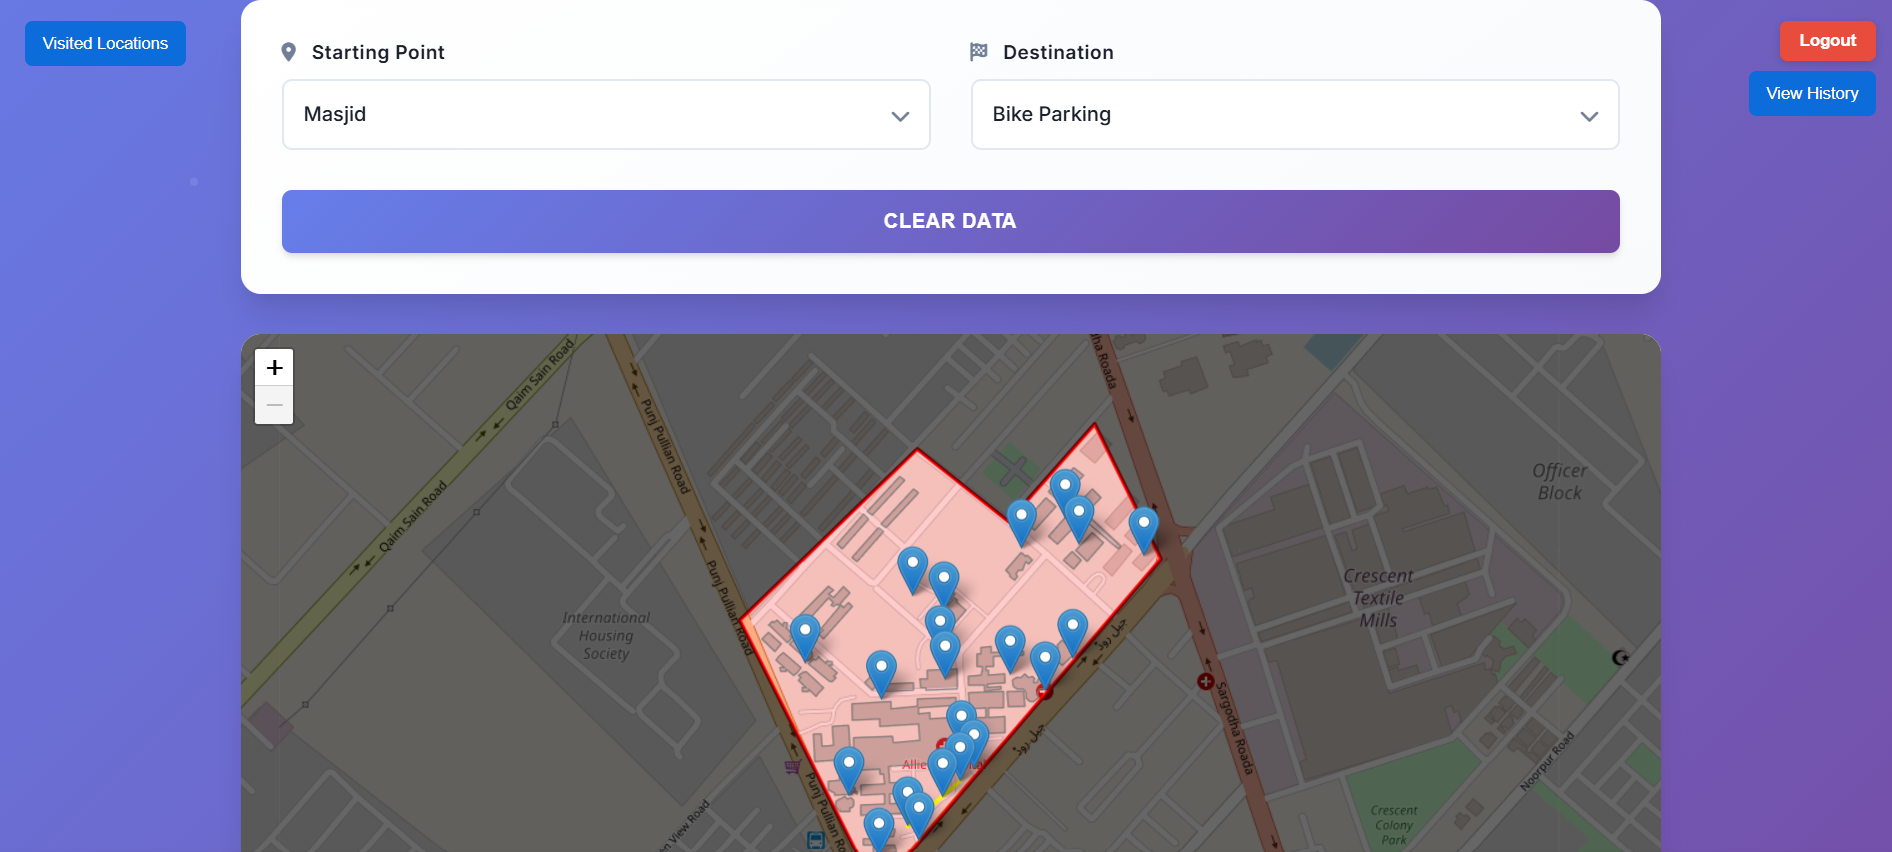 Visited Locations
Starting Point
Destination
Logout
View History
Masjid
Bike Parking
CLEAR DATA
+
−
Qaim Sain Road
Qaim Sain Road
Punj Pullian Road
Punj Pullian Road
Punj Pullian Ro
dha Roada
Sargodha Roada
Officer
Block
Crescent
Textile
Mills
International
Housing
Society
جیل روڈ
جیل روڈ
Allie
Noorpur Road
Crescent
Colony
Park
en View Road